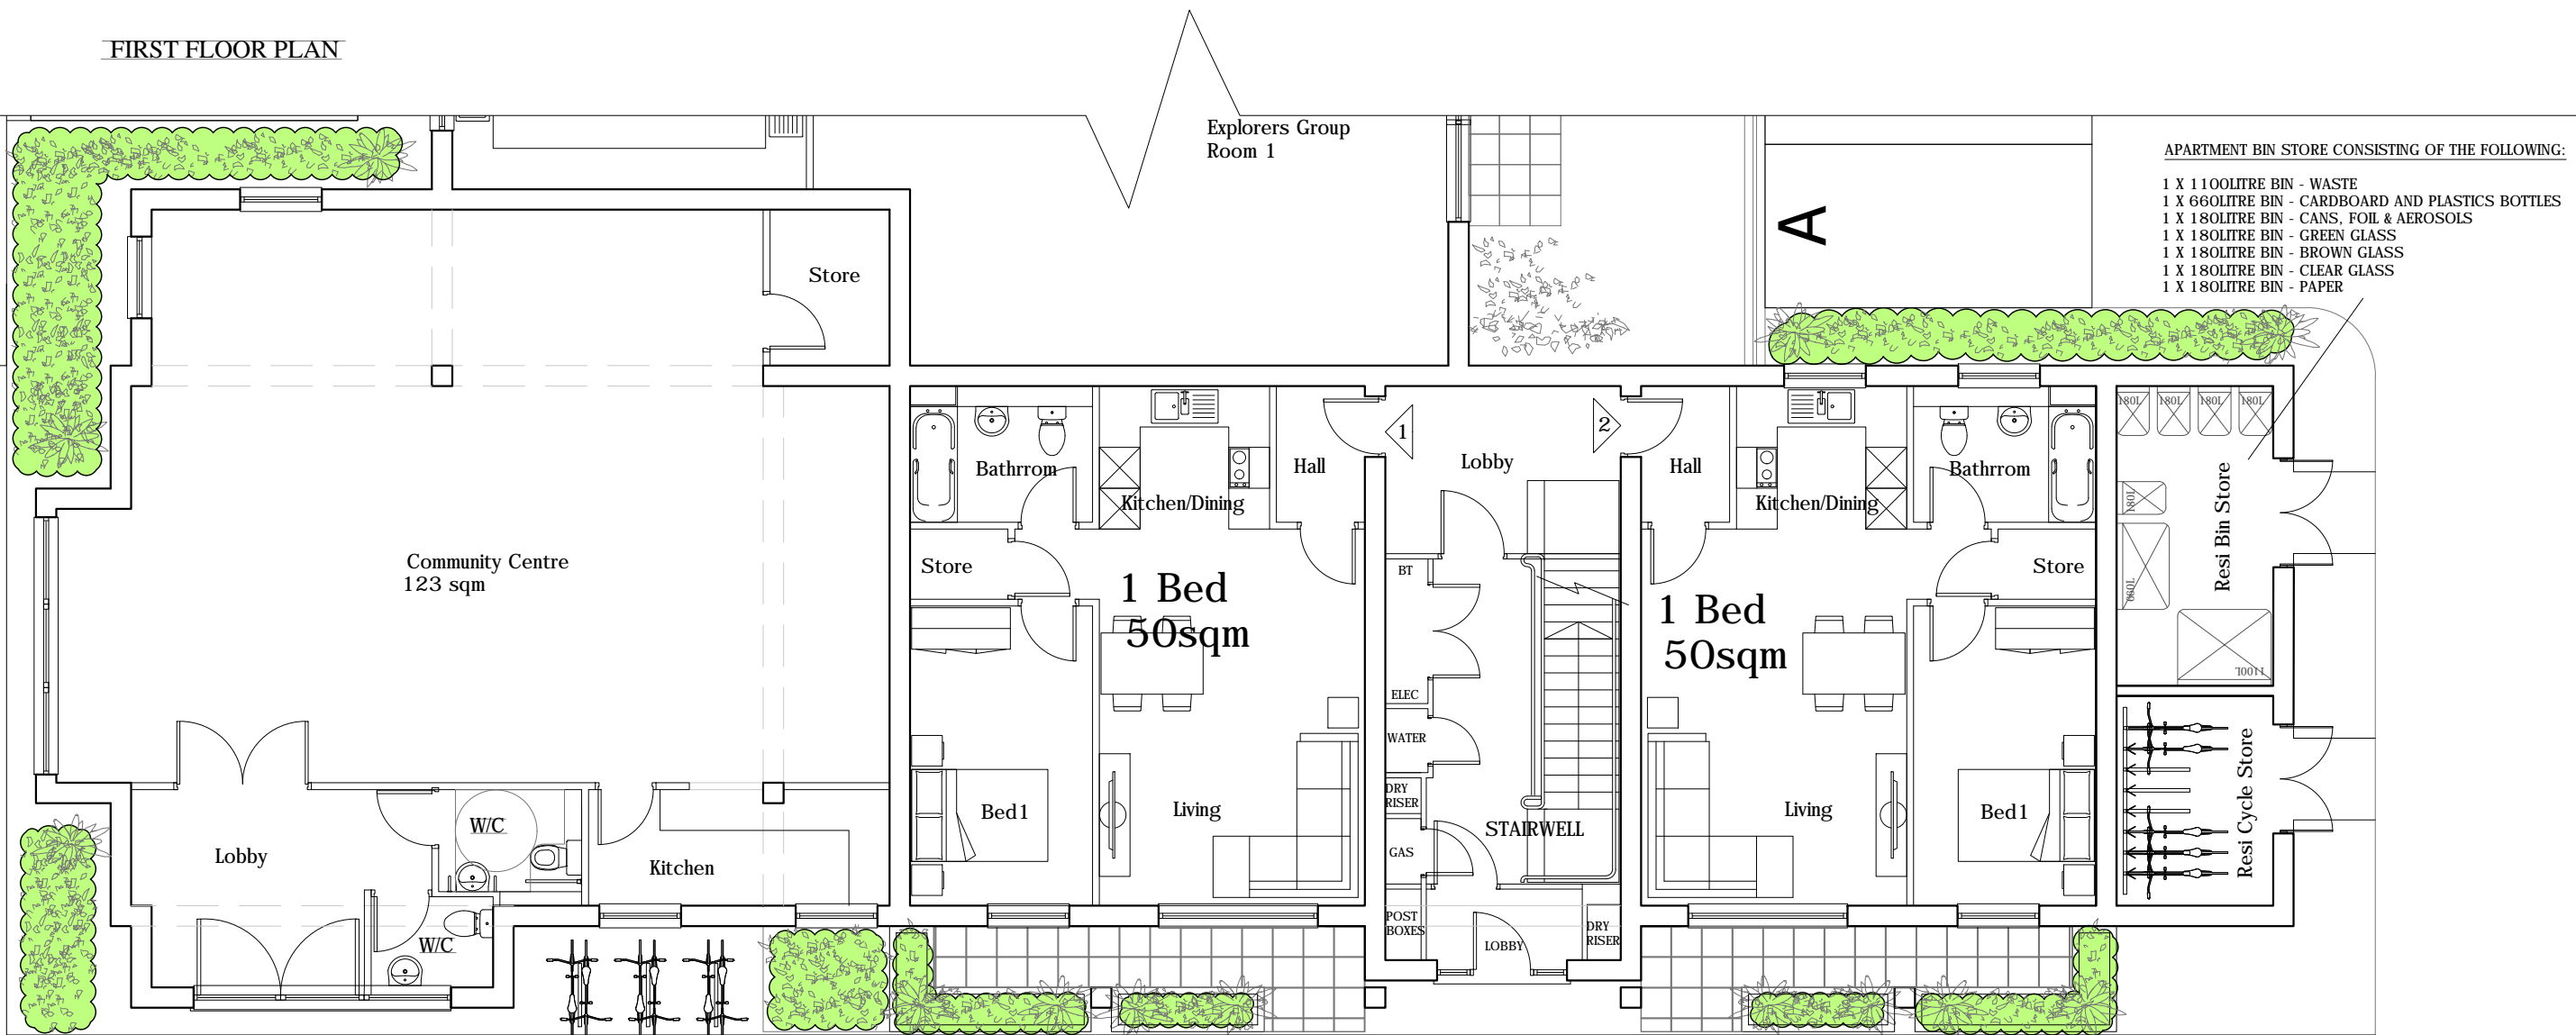 FIRST FLOOR PLAN
Explorers Group
Room 1
APARTMENT BIN STORE CONSISTING OF THE FOLLOWING:
1 X 1100LITRE BIN - WASTE
1 X 660LITRE BIN - CARDBOARD AND PLASTICS BOTTLES
1 X 180LITRE BIN - CANS, FOIL & AEROSOLS
1 X 180LITRE BIN - GREEN GLASS
1 X 180LITRE BIN - BROWN GLASS
1 X 180LITRE BIN - CLEAR GLASS
1 X 180LITRE BIN - PAPER
A
Store
180L
180L
180L
180L
1
2
Bathrrom
Hall
Lobby
Hall
Bathrrom
Kitchen/Dining
Kitchen/Dining
180L
Resi Bin Store
Community Centre
123 sqm
Store
BT
Store
1 Bed
50sqm
1 Bed
50sqm
660L
1100L
ELEC
WATER
DRY
RISER
Resi Cycle Store
Bed1
Living
STAIRWELL
Living
Bed1
W/C
Lobby
Kitchen
GAS
W/C
POST
BOXES
LOBBY
DRY
RISER